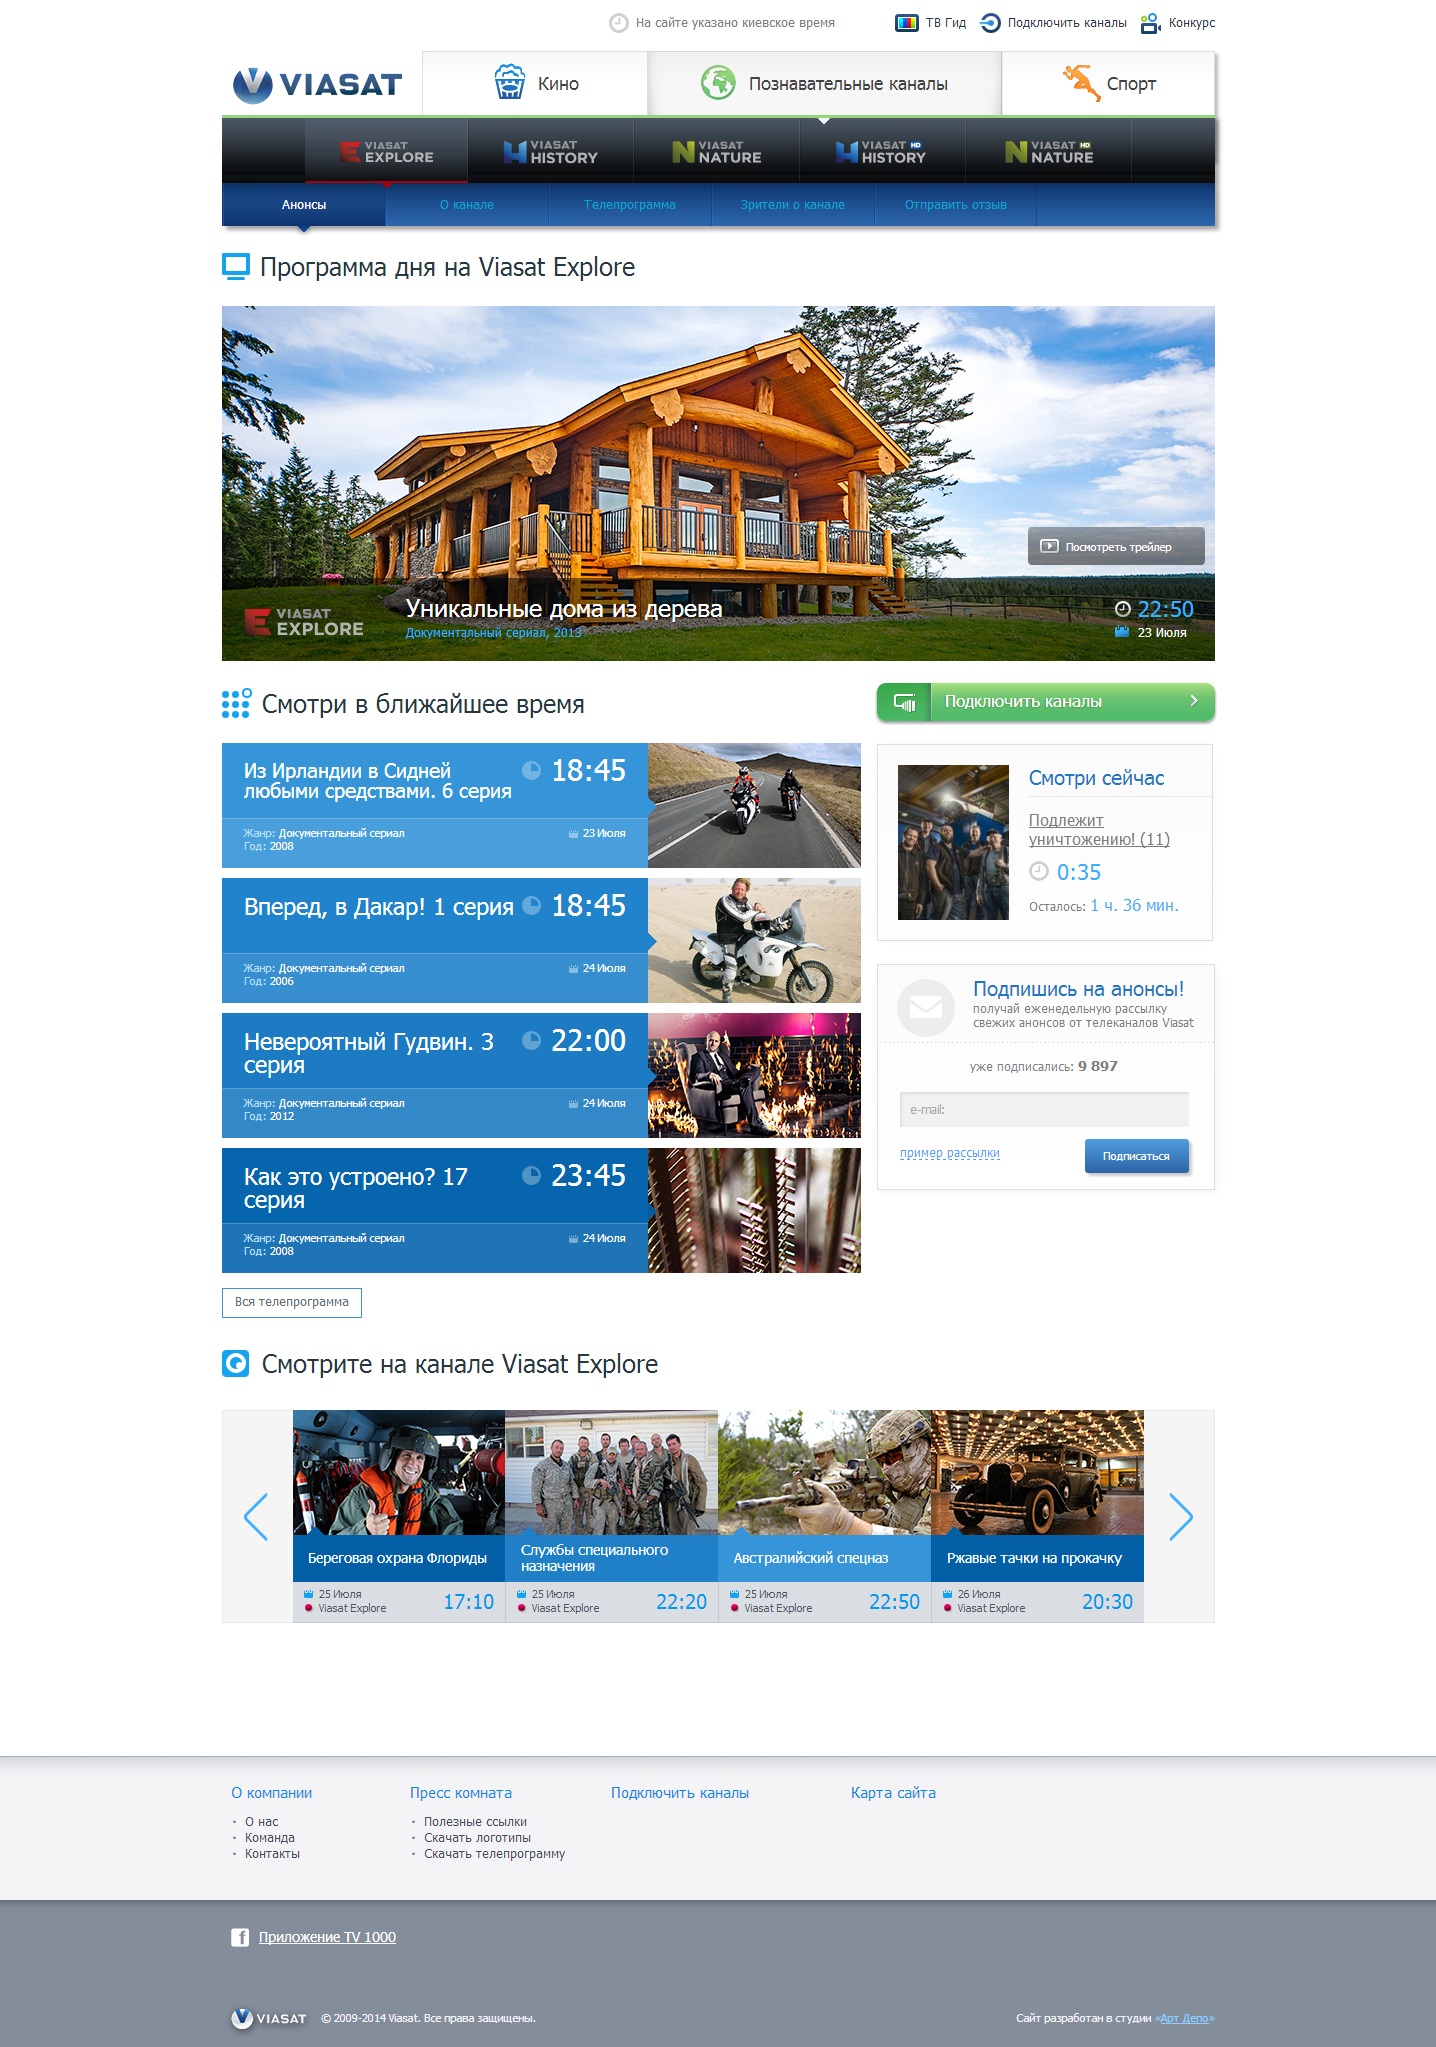 На сайте указано киевское время
ТВ Гид
Подключить каналы
Конкурс
VIASAT
Кино
Познавательные каналы
Спорт
VIASAT EXPLORE
VIASAT HISTORY
VIASAT NATURE
VIASAT HD HISTORY
VIASAT HD NATURE
Анонсы
О канале
Телепрограмма
Зрители о канале
Отправить отзыв
Программа дня на Viasat Explore
Посмотреть трейлер
VIASAT EXPLORE
Уникальные дома из дерева
Документальный сериал, 2013
22:50
23 Июля
Смотри в ближайшее время
Из Ирландии в Сидней
любыми средствами. 6 серия
18:45
Жанр: Документальный сериал
Год: 2008
23 Июля
Вперед, в Дакар! 1 серия
18:45
Жанр: Документальный сериал
Год: 2006
24 Июля
Невероятный Гудвин. 3
серия
22:00
Жанр: Документальный сериал
Год: 2012
24 Июля
Как это устроено? 17
серия
23:45
Жанр: Документальный сериал
Год: 2008
24 Июля
Вся телепрограмма
Подключить каналы
Смотри сейчас
Подлежит
уничтожению! (11)
0:35
Осталось: 1 ч. 36 мин.
Подпишись на анонсы!
получай еженедельную рассылку
свежих анонсов от телеканалов Viasat
уже подписались: 9 897
e-mail:
пример рассылки
Подписаться
Смотрите на канале Viasat Explore
Береговая охрана Флориды
25 Июля
Viasat Explore
17:10
Службы специального
назначения
25 Июля
Viasat Explore
22:20
Австралийский спецназ
25 Июля
Viasat Explore
22:50
Ржавые тачки на прокачку
26 Июля
Viasat Explore
20:30
О компании
О нас
Команда
Контакты
Пресс комната
Полезные ссылки
Скачать логотипы
Скачать телепрограмму
Подключить каналы
Карта сайта
Приложение TV 1000
VIASAT
© 2009-2014 Viasat. Все права защищены.
Сайт разработан в студии «Арт Депо»